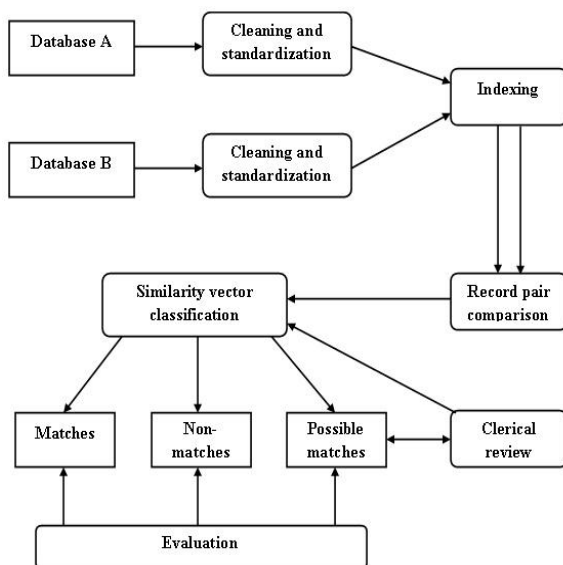 Database A
Cleaning and
standardization
Indexing
Database B
Cleaning and
standardization
Similarity vector
classification
Record pair
comparison
Matches
Non-
matches
Possible
matches
Clerical
review
Evaluation